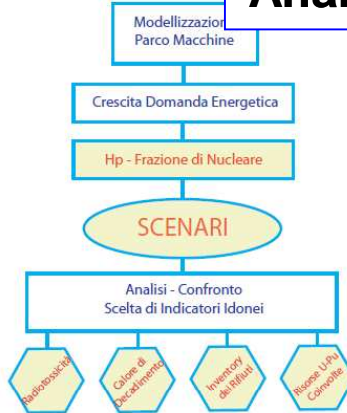 Modellizzazion
Parco Macchine
Crescita Domanda Energetica
Hp - Frazione di Nucleare
SCENARI
Analisi - Confronto
Scelta di Indicatori Idonei
Radiotossicità
Calore di
Decadimento
Inventory
dei Rifiuti
Risorse U-Pu
Coinvolte